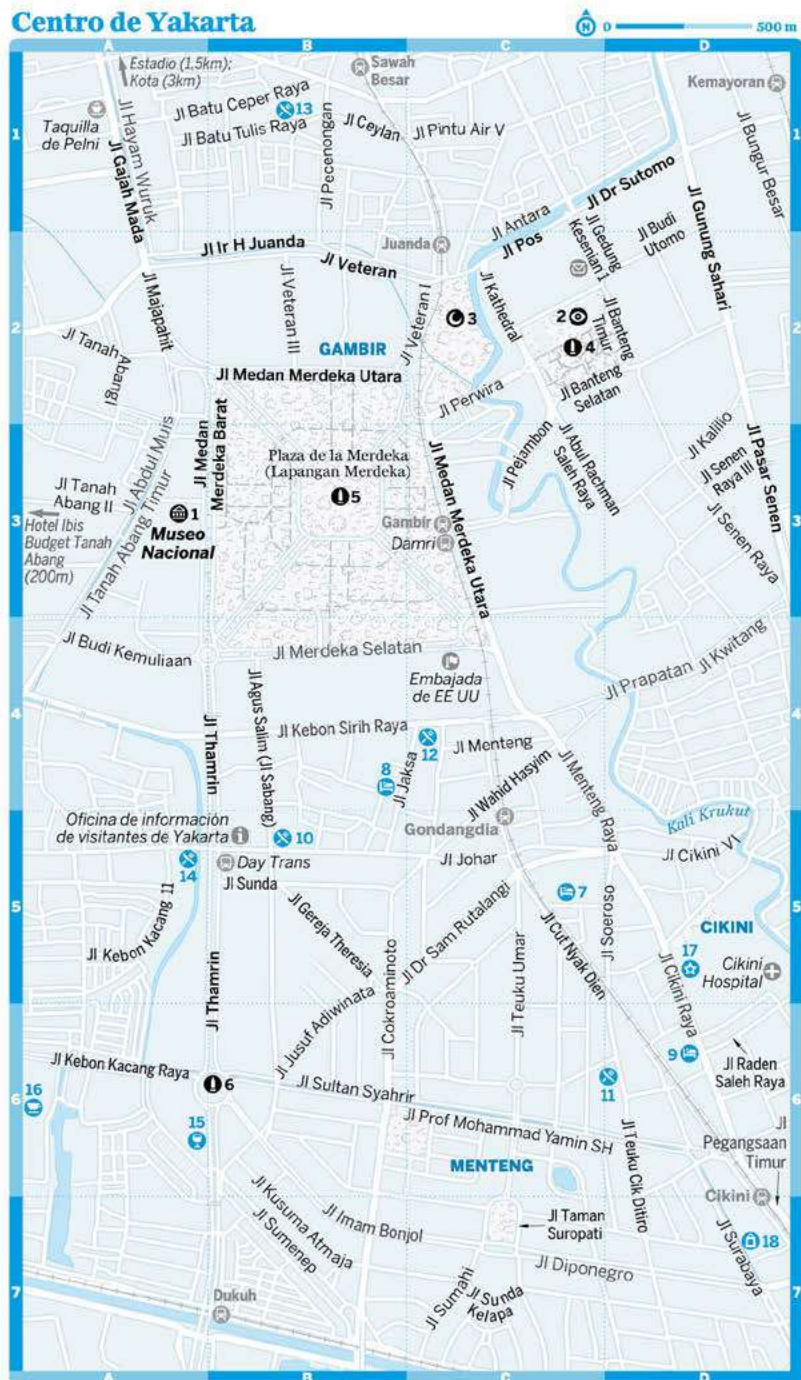 Centro de Yakarta
N 0 500 m
A B C D
Estadio (1,5km);
Kota (3km)
Sawah
Besar
Kemayoran
Taquilla
de Pelni
Jl Hayam Wuruk
Jl Gajah Mada
Jl Batu Ceper Raya
13
Jl Batu Tulis Raya
Jl Pecenongan
Jl Ceylan
Jl Pintu Air V
Jl Bungur Besar
1 1
Jl Antara
Jl Dr Sutomo
Jl Pos
Jl Gedung
Kesenian 1
Jl Budi
Utomo
Jl Gunung Sahari
Jl Ir H Juanda
Juanda
Jl Veteran
Jl Majapahit
Jl Veteran III
Jl Veteran I
Jl Kathedral
2 2
3
2
4
Jl Banteng
Timur
Jl Tanah
Abang I
GAMBIR
Jl Medan Merdeka Utara
Jl Perwira
Jl Banteng
Selatan
Jl Abdul Muis
Jl Medan
Merdeka Barat
Plaza de la Merdeka
(Lapangan Merdeka)
5
Jl Medan Merdeka Utara
Jl Pejambon
Jl Abul Rachman
Saleh Raya
Jl Kalilio
Jl Senen
Raya III
Jl Pasar Senen
Jl Tanah
Abang II
Jl Tanah Abang Timur
3 3
Hotel Ibis
Budget Tanah
Abang
(200m)
1
Museo
Nacional
Gambir
Damri
Jl Senen Raya
Jl Budi Kemuliaan
Jl Merdeka Selatan
Embajada
de EE UU
Jl Prapatan
Jl Kwitang
4 4
Jl Thamrin
Jl Agus Salim (Jl Sabang)
Jl Kebon Sirih Raya
12
Jl Menteng
8
Jl Jaksa
Jl Wahid Hasyim
Jl Menteng Raya
Oficina de información
de visitantes de Yakarta
10
Gondangdia
Kali Krukut
14
Day Trans
Jl Johar
Jl Cikini VI
Jl Sunda
7
Jl Soeroso
5 5
Jl Kebon Kacang 11
Jl Gereja Theresia
Jl Dr Sam Rutalangi
Jl Cut Nyak Dien
CIKINI
17
Cikini
Hospital
Jl Thamrin
Jl Jusuf Adiwinata
Jl Cokroaminoto
Jl Teuku Umar
Jl Cikini Raya
Jl Kebon Kacang Raya
9
Jl Raden
Saleh Raya
16
6
Jl Sultan Syahrir
11
6 6
15
Jl Prof Mohammad Yamin SH
Jl
Pegangsaan
Timur
MENTENG
Jl Teuku Cik Ditiro
Cikini
Jl Kusuma Atmaja
Jl Sumenep
Jl Imam Bonjol
Jl Taman
Suropati
18
Jl Surabaya
Jl Diponegro
7 7
Dukuh
Jl Sumahi
Jl Sunda
Kelapa
A B C D